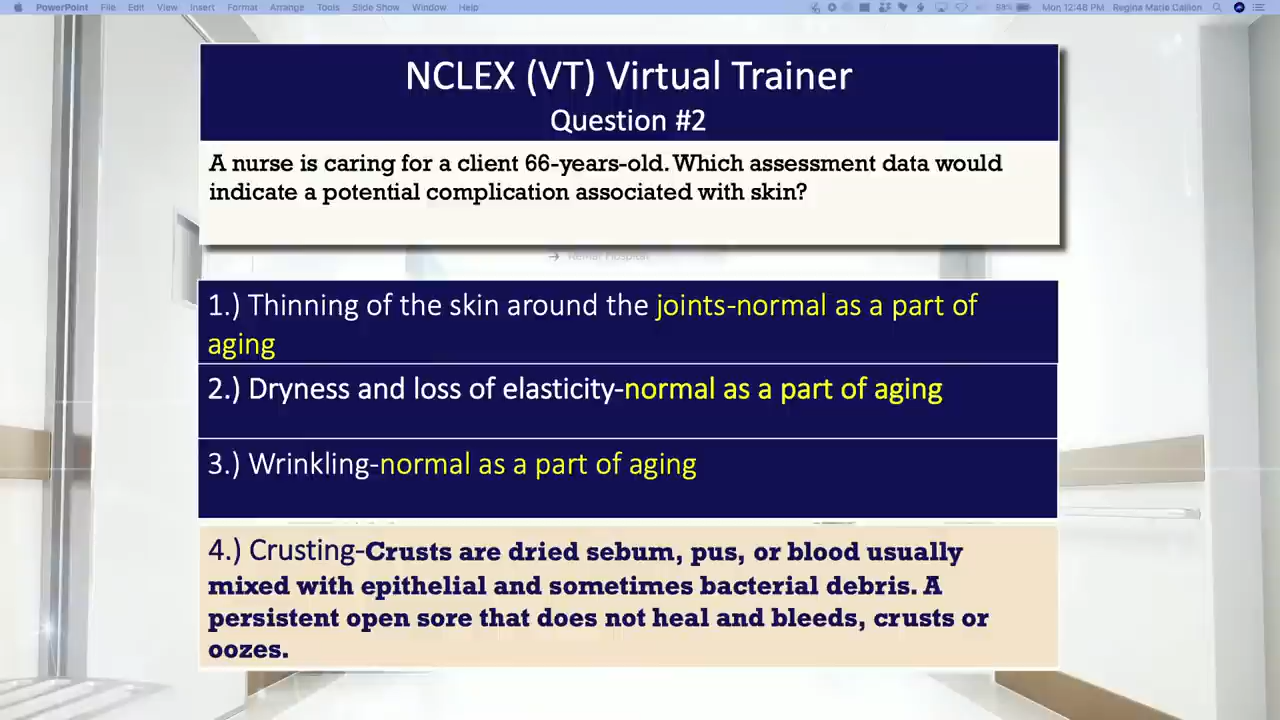 PowerPoint File Edit View Insert Format Arrange Tools Slide Show Window Help Mon 12:48 PM Regina Marie Callion
NCLEX (VT) Virtual Trainer
Question #2
A nurse is caring for a client 66-years-old. Which assessment data would
indicate a potential complication associated with skin?
1.) Thinning of the skin around the joints-normal as a part of
aging
2.) Dryness and loss of elasticity-normal as a part of aging
3.) Wrinkling-normal as a part of aging
4.) Crusting-Crusts are dried sebum, pus, or blood usually
mixed with epithelial and sometimes bacterial debris. A
persistent open sore that does not heal and bleeds, crusts or
oozes.